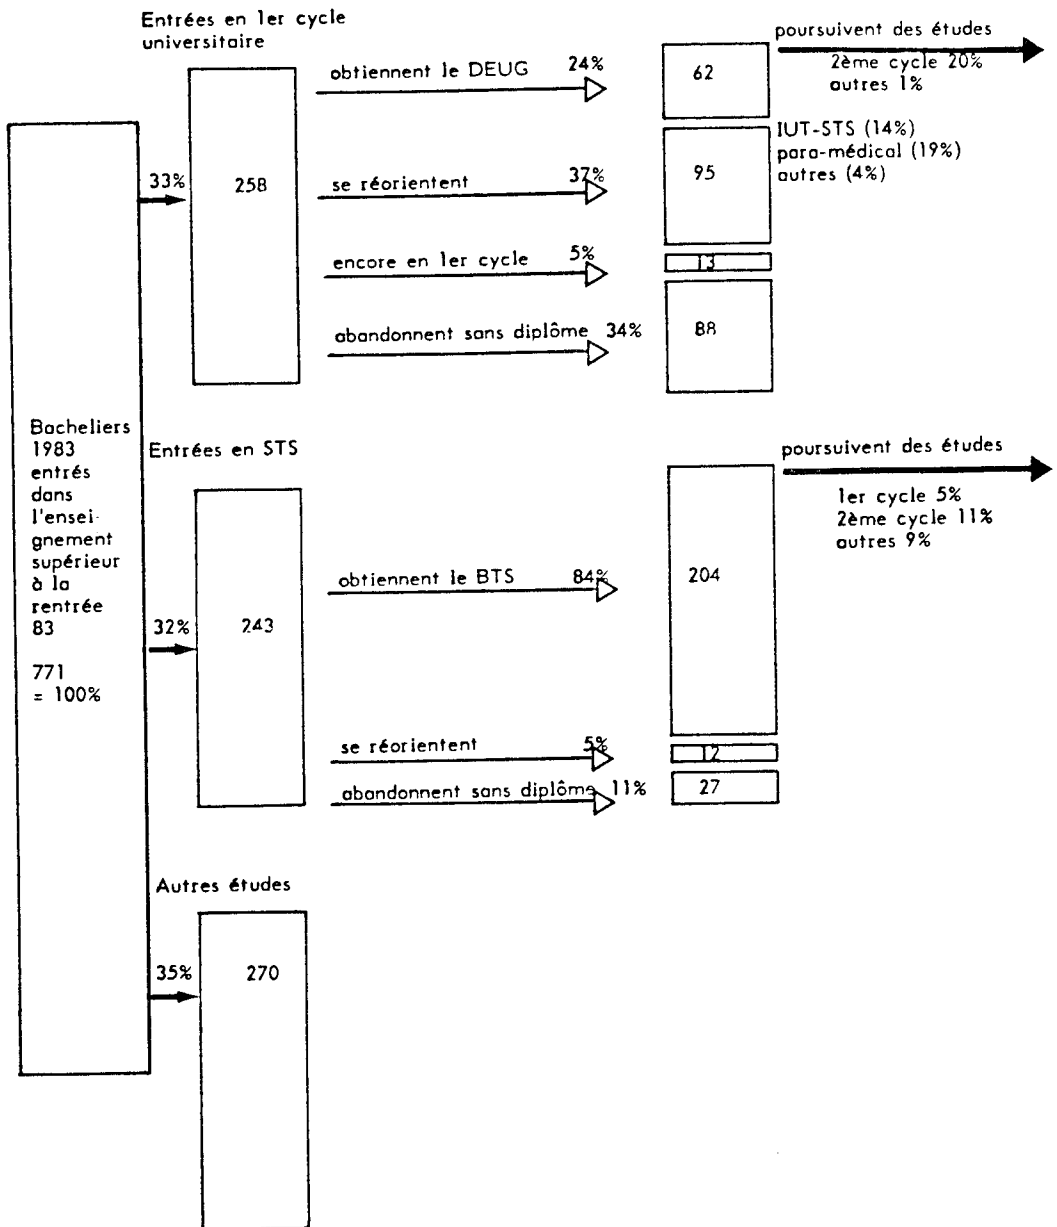 Entrées en 1er cycle
universitaire
33%
258
obtiennent le DEUG 24%
62
poursuivent des études
2ème cycle 20%
autres 1%
se réorientent 37%
95
IUT-STS (14%)
para-médical (19%)
autres (4%)
encore en 1er cycle 5%
13
abandonnent sans diplôme 34%
88
Bacheliers
1983
entrés
dans
l'ensei-
gnement
supérieur
à la
rentrée
83
771
= 100%
Entrées en STS
32%
243
obtiennent le BTS 84%
204
poursuivent des études
1er cycle 5%
2ème cycle 11%
autres 9%
se réorientent 5%
12
abandonnent sans diplôme 11%
27
Autres études
35%
270